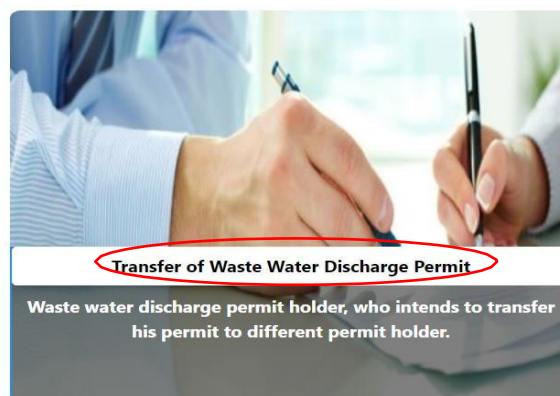 Transfer of Waste Water Discharge Permit
Waste water discharge permit holder, who intends to transfer
his permit to different permit holder.